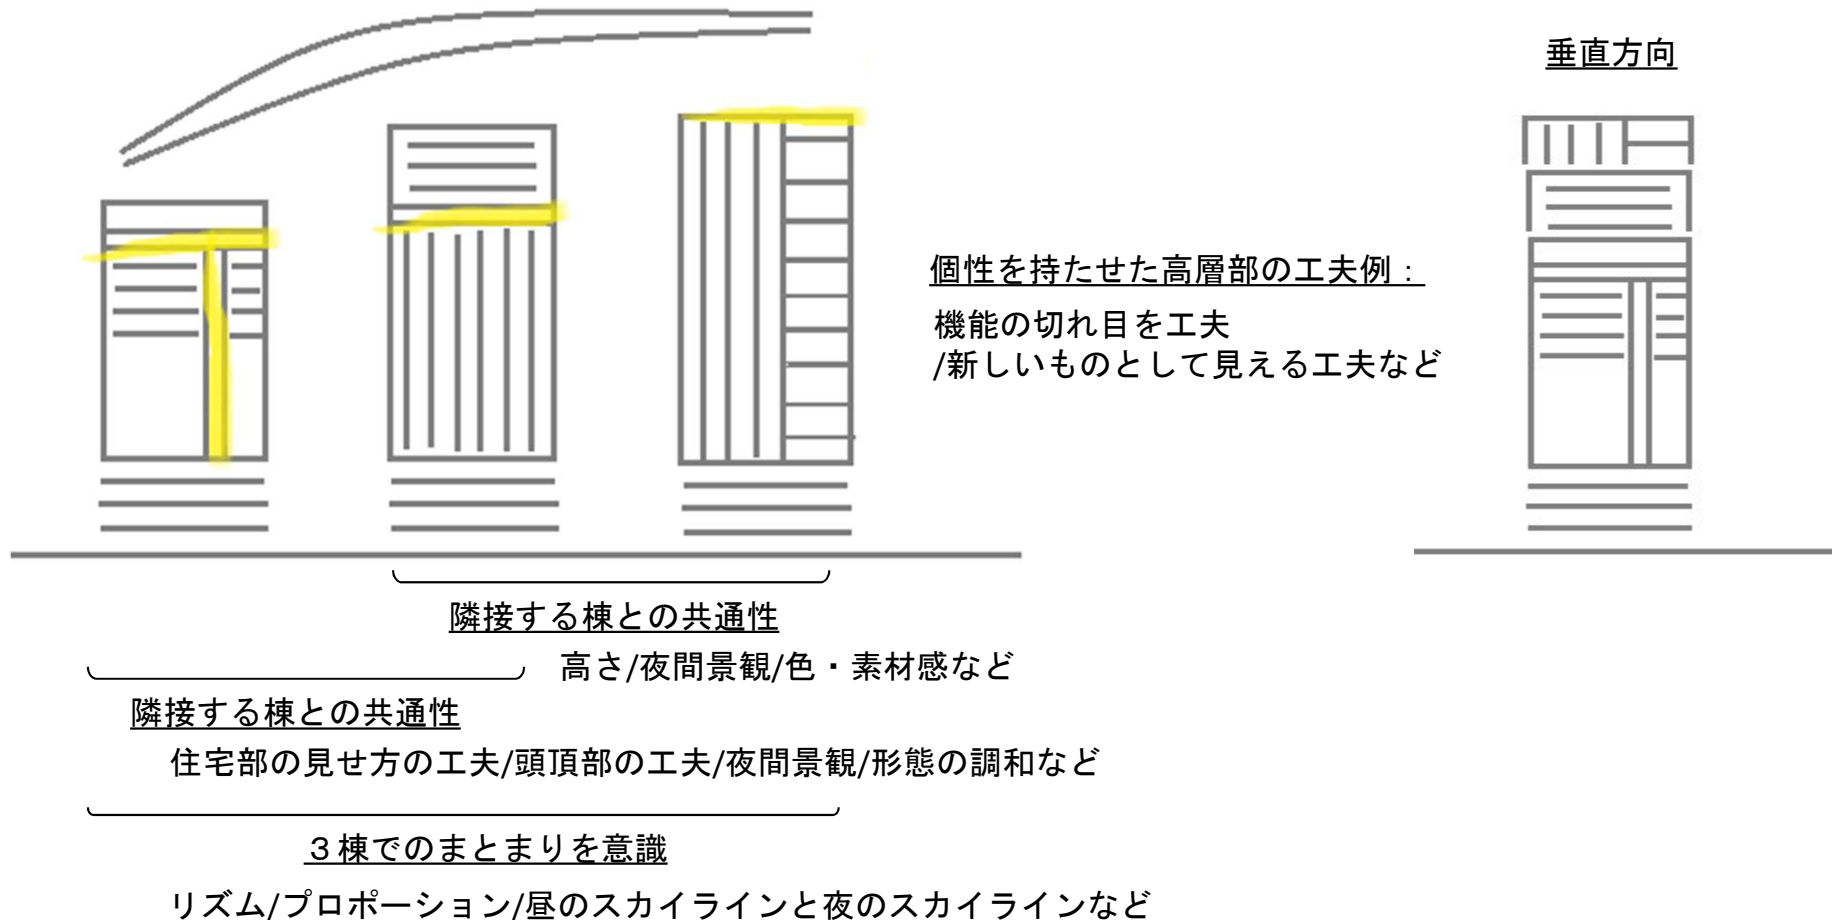 垂直方向
個性を持たせた高層部の工夫例：
機能の切れ目を工夫
/新しいものとして見える工夫など
隣接する棟との共通性
高さ/夜間景観/色・素材感など
隣接する棟との共通性
住宅部の見せ方の工夫/頭頂部の工夫/夜間景観/形態の調和など
３棟でのまとまりを意識
リズム/プロポーション/昼のスカイラインと夜のスカイラインなど